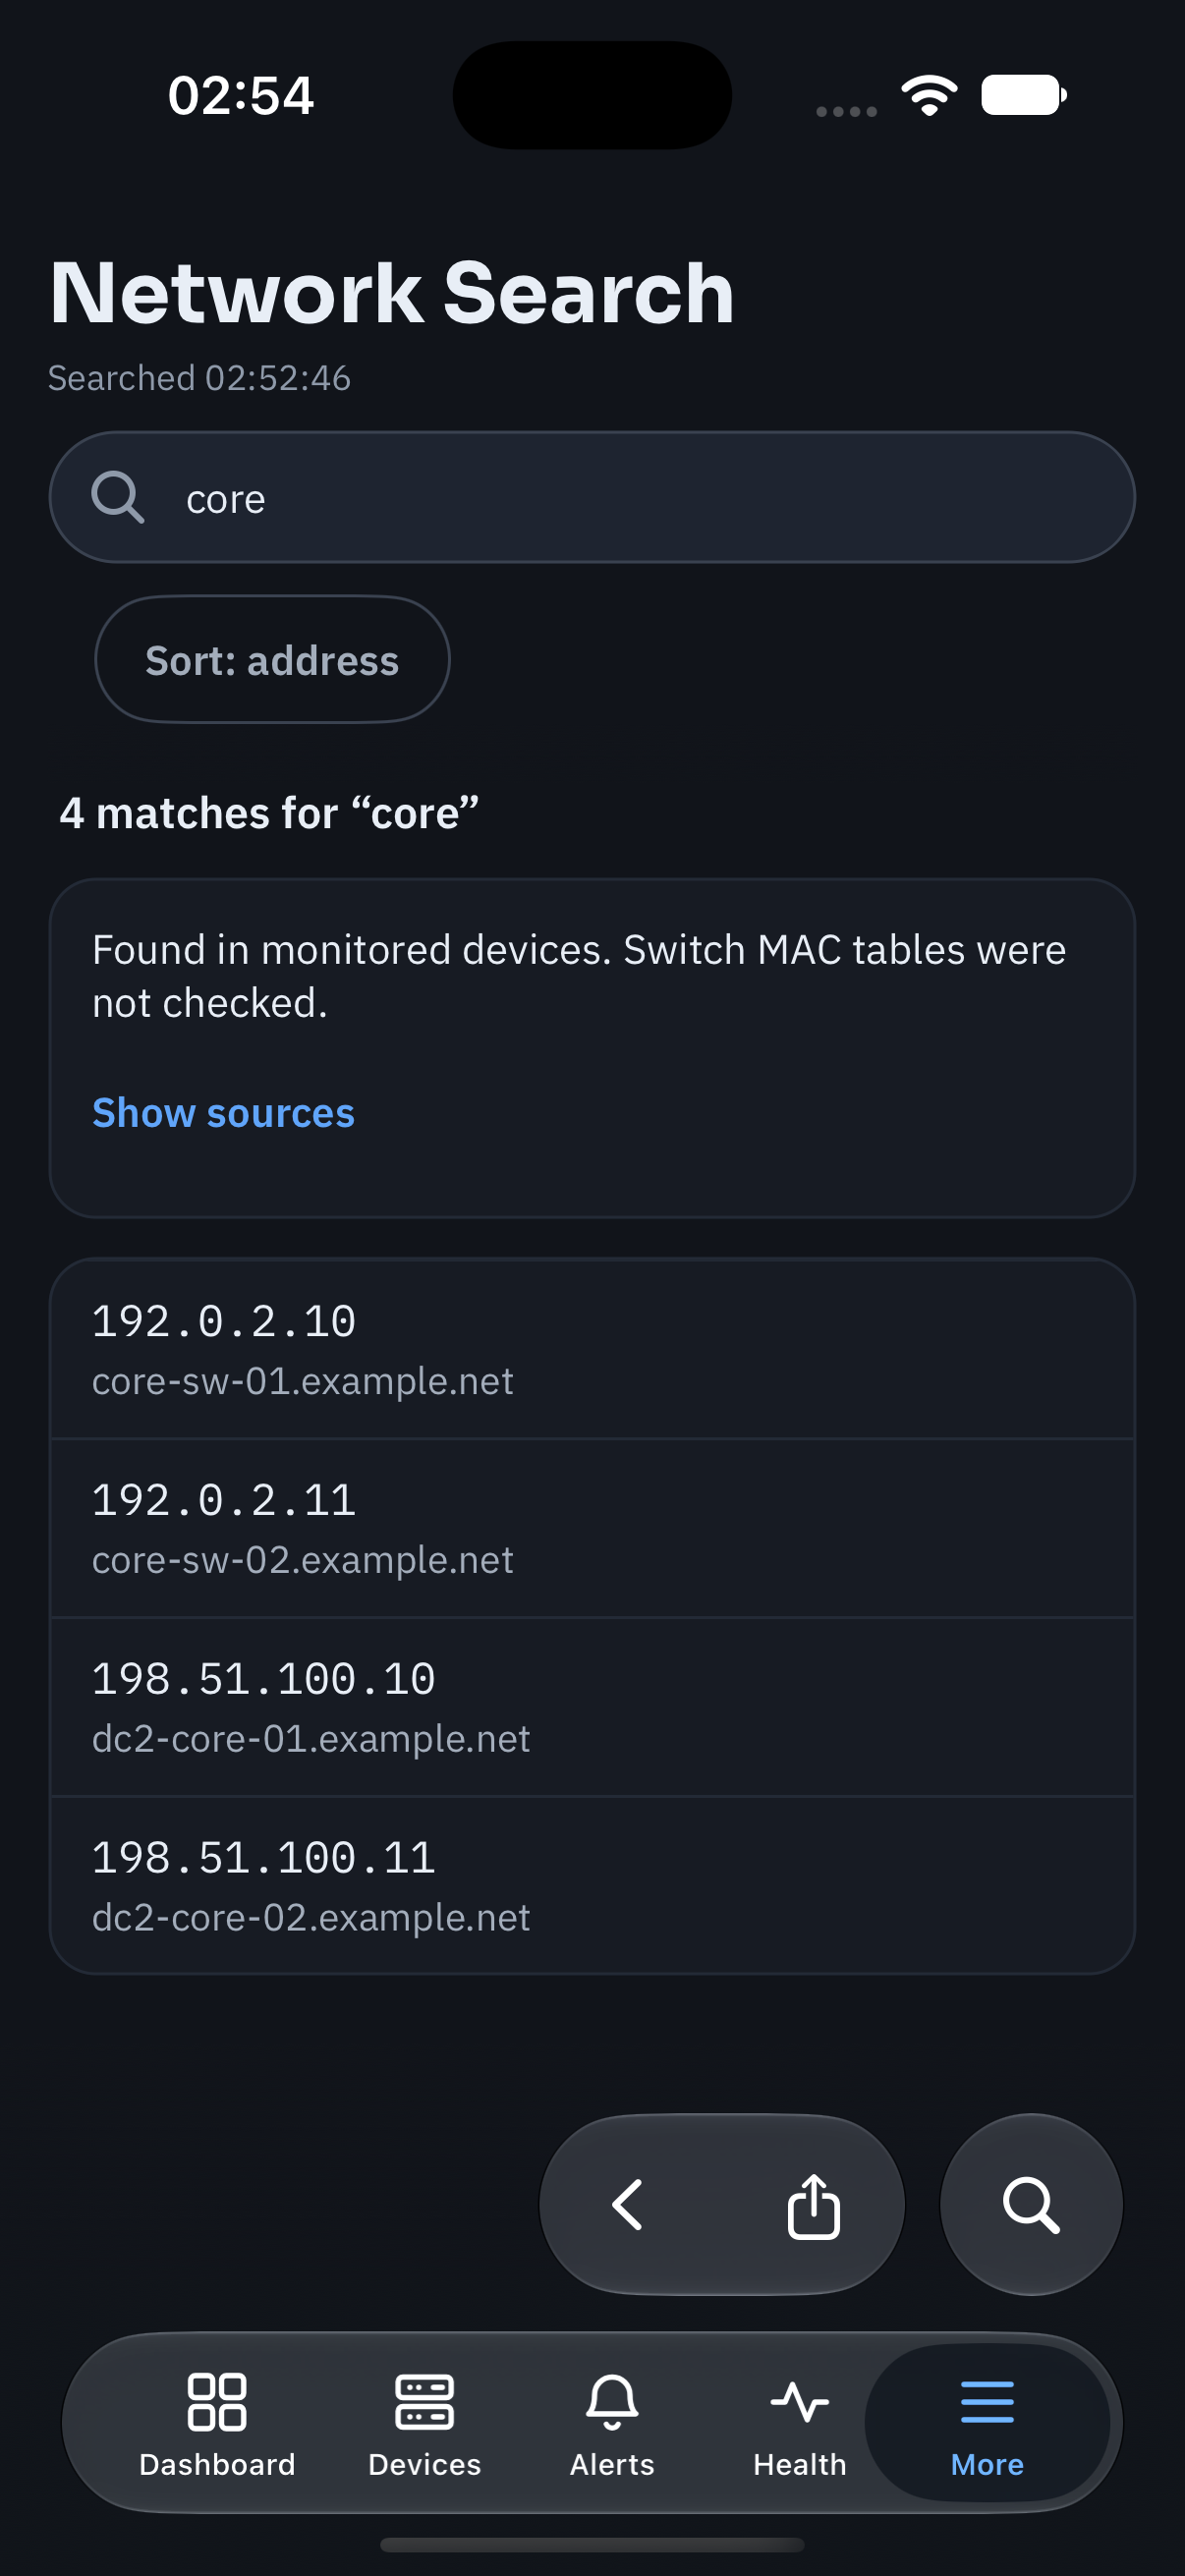 02:54
Network Search
Searched 02:52:46
core
Sort: address
4 matches for “core”
Found in monitored devices. Switch MAC tables were
not checked.
Show sources
192.0.2.10
core-sw-01.example.net
192.0.2.11
core-sw-02.example.net
198.51.100.10
dc2-core-01.example.net
198.51.100.11
dc2-core-02.example.net
Dashboard Devices Alerts Health More